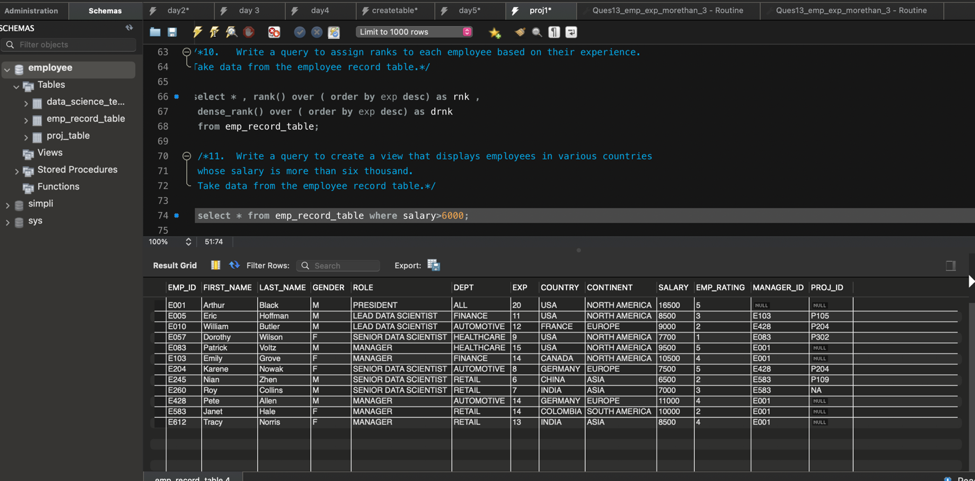 Administration Schemas day2* day 3 day4 createtable* day5* proj1* Ques13_emp_exp_morethan_3 - Routine Ques13_emp_exp_morethan_3 - Routine
SCHEMAS
Filter objects
employee
Tables
data_science_te...
emp_record_table
proj_table
Views
Stored Procedures
Functions
simpli
sys
Limit to 1000 rows
63 /*10. Write a query to assign ranks to each employee based on their experience.
64 Take data from the employee record table.*/
65
66 select * , rank() over ( order by exp desc) as rnk ,
67 dense_rank() over ( order by exp desc) as drnk
68 from emp_record_table;
69
70 /*11. Write a query to create a view that displays employees in various countries
71 whose salary is more than six thousand.
72 Take data from the employee record table.*/
73
74 select * from emp_record_table where salary>6000;
75
100% 51:74
Result Grid Filter Rows: Search Export:
EMP_ID FIRST_NAME LAST_NAME GENDER ROLE DEPT EXP COUNTRY CONTINENT SALARY EMP_RATING MANAGER_ID PROJ_ID
E001 Arthur Black M PRESIDENT ALL 20 USA NORTH AMERICA 16500 5 NULL NULL
E005 Eric Hoffman M LEAD DATA SCIENTIST FINANCE 11 USA NORTH AMERICA 8500 3 E103 P105
E010 William Butler M LEAD DATA SCIENTIST AUTOMOTIVE 12 FRANCE EUROPE 9000 2 E428 P204
E057 Dorothy Wilson F SENIOR DATA SCIENTIST HEALTHCARE 9 USA NORTH AMERICA 7700 1 E083 P302
E083 Patrick Voltz M MANAGER HEALTHCARE 15 USA NORTH AMERICA 9500 5 E001 NULL
E103 Emily Grove F MANAGER FINANCE 14 CANADA NORTH AMERICA 10500 4 E001 NULL
E204 Karene Nowak F SENIOR DATA SCIENTIST AUTOMOTIVE 8 GERMANY EUROPE 7500 5 E428 P204
E245 Nian Zhen M SENIOR DATA SCIENTIST RETAIL 6 CHINA ASIA 6500 2 E583 P109
E260 Roy Collins M SENIOR DATA SCIENTIST RETAIL 7 INDIA ASIA 7000 3 E583 NA
E428 Pete Allen M MANAGER AUTOMOTIVE 14 GERMANY EUROPE 11000 4 E001 NULL
E583 Janet Hale F MANAGER RETAIL 14 COLOMBIA SOUTH AMERICA 10000 2 E001 NULL
E612 Tracy Norris F MANAGER RETAIL 13 INDIA ASIA 8500 4 E001 NULL
emp_record_table 4